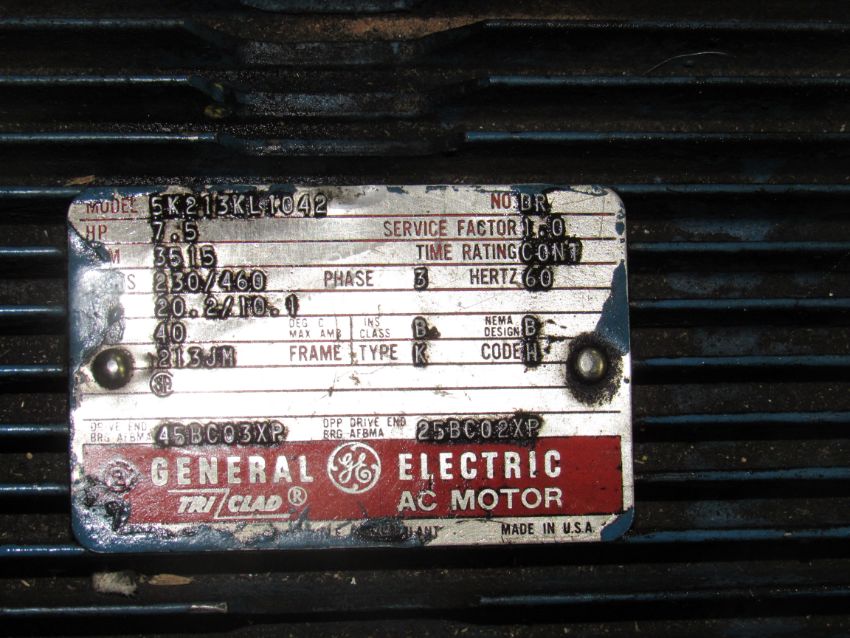 MODEL 5K213KL1042 NO. BR
HP 7.5 SERVICE FACTOR 1.0
3515 TIME RATING CONT
230/460 PHASE 3 HERTZ 60
20.2/10.1
40 DEG C MAX AMB INS CLASS B NEMA DESIGN B
213JM FRAME TYPE K CODE H
DRIVE END BRG AFBMA 45BC03XP OPP DRIVE END BRG AFBMA 25BC02XP
GENERAL GE ELECTRIC
TRI CLAD ® AC MOTOR
MADE IN U.S.A.